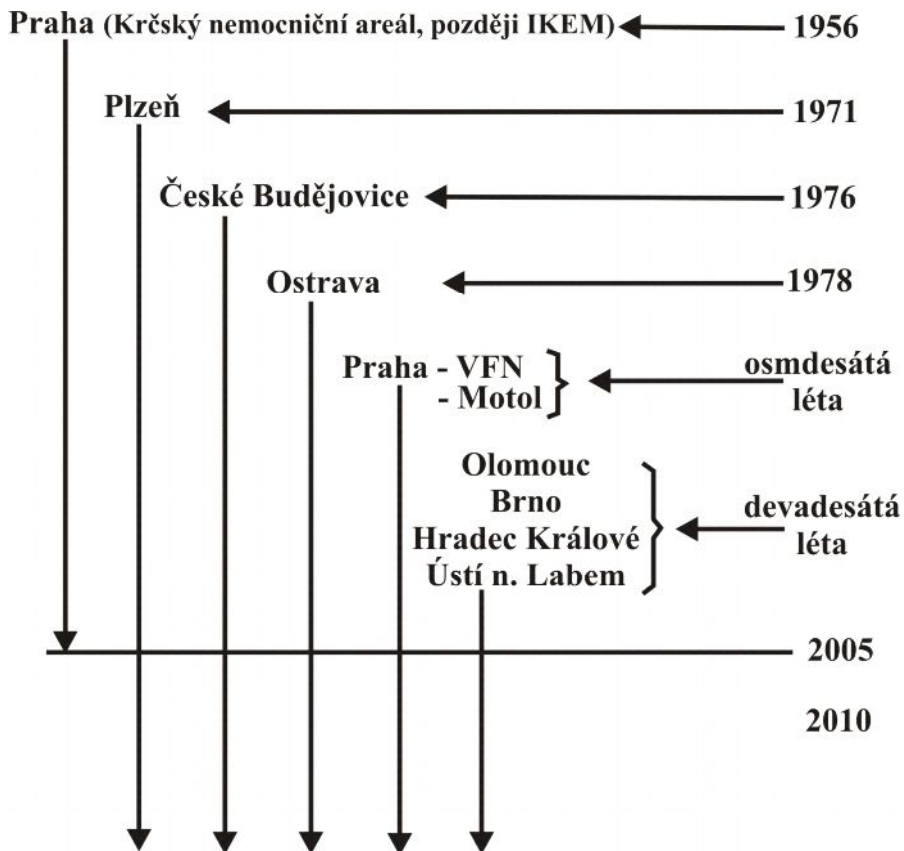 Praha (Krčský nemocniční areál, později IKEM) 1956
Plzeň 1971
České Budějovice 1976
Ostrava 1978
Praha - VFN
- Motol
osmdesátá
léta
Olomouc
Brno
Hradec Králové
Ústí n. Labem
devadesátá
léta
2005
2010